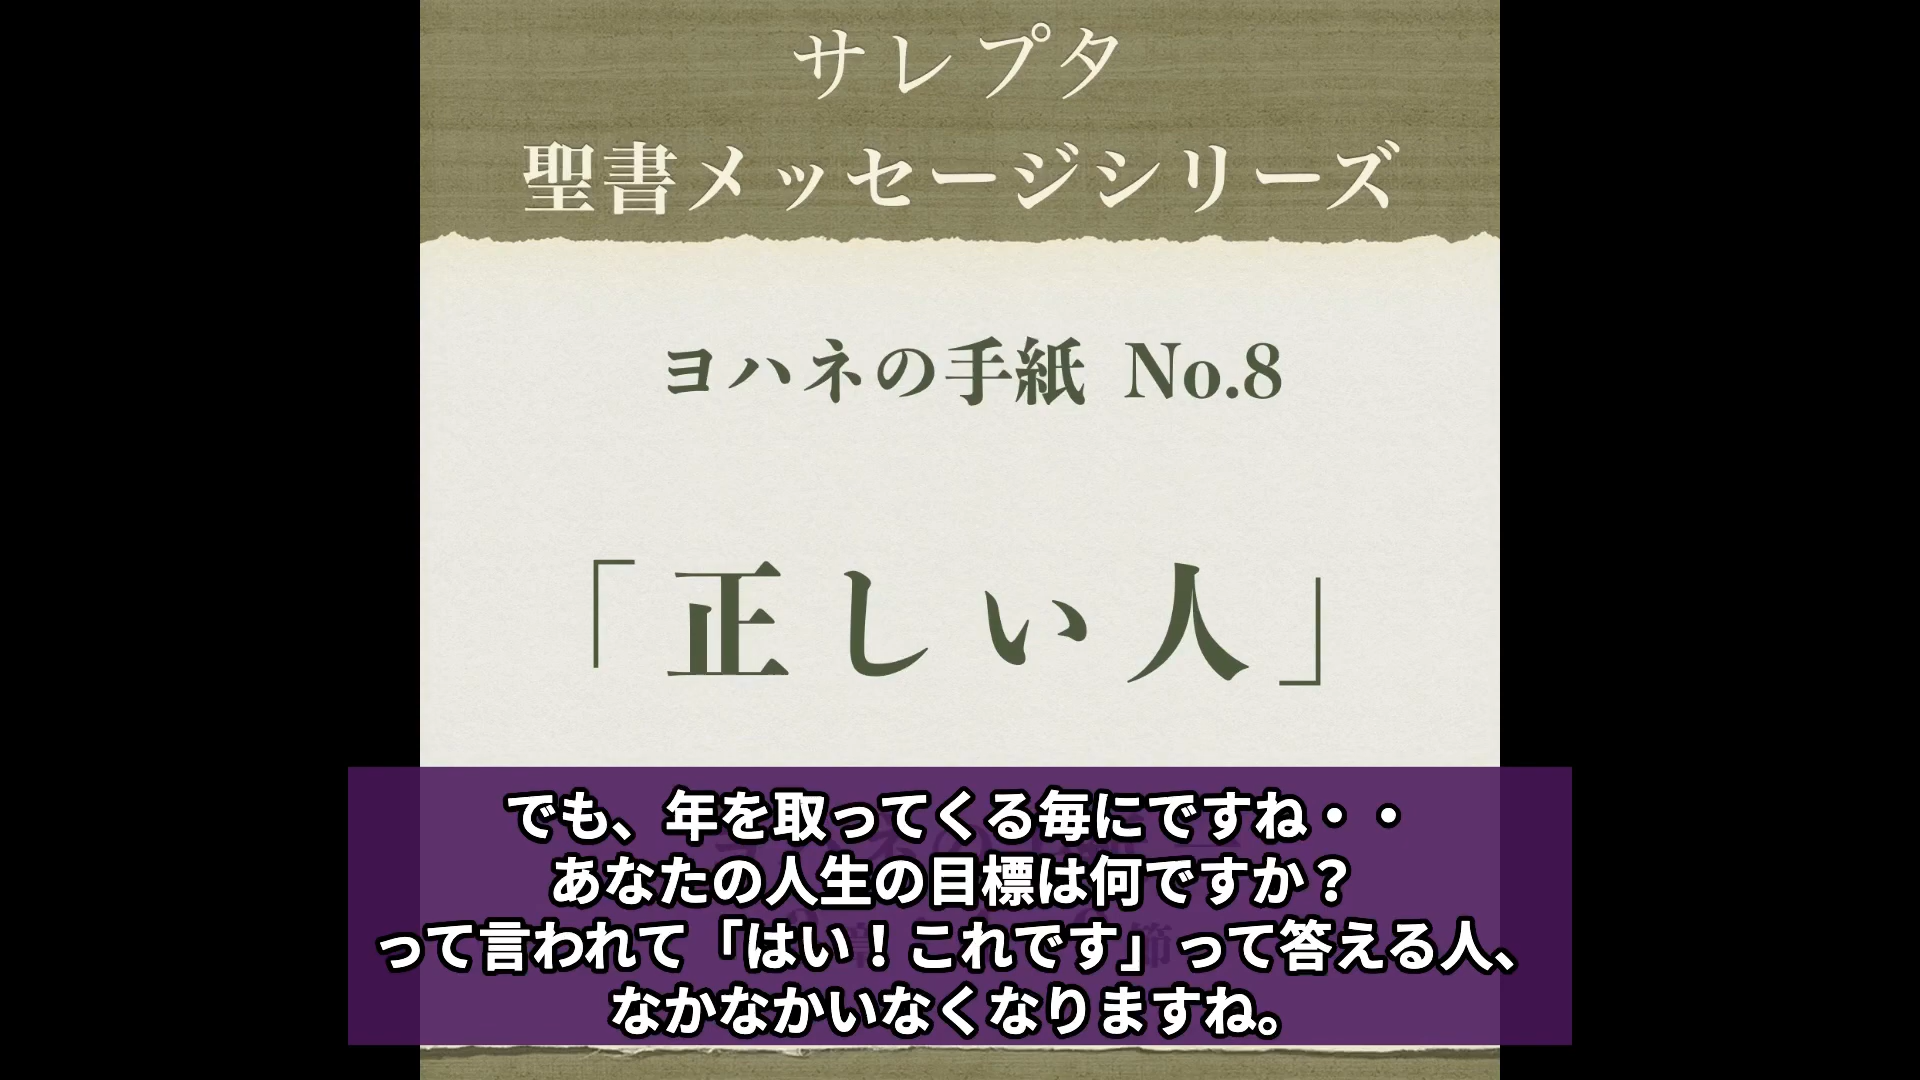 サレプタ
聖書メッセージシリーズ
ヨハネの手紙 No.8
「正しい人」
でも、年を取ってくる毎にですね・・
あなたの人生の目標は何ですか？
って言われて「はい！これです」って答える人、
なかなかいなくなりますね。